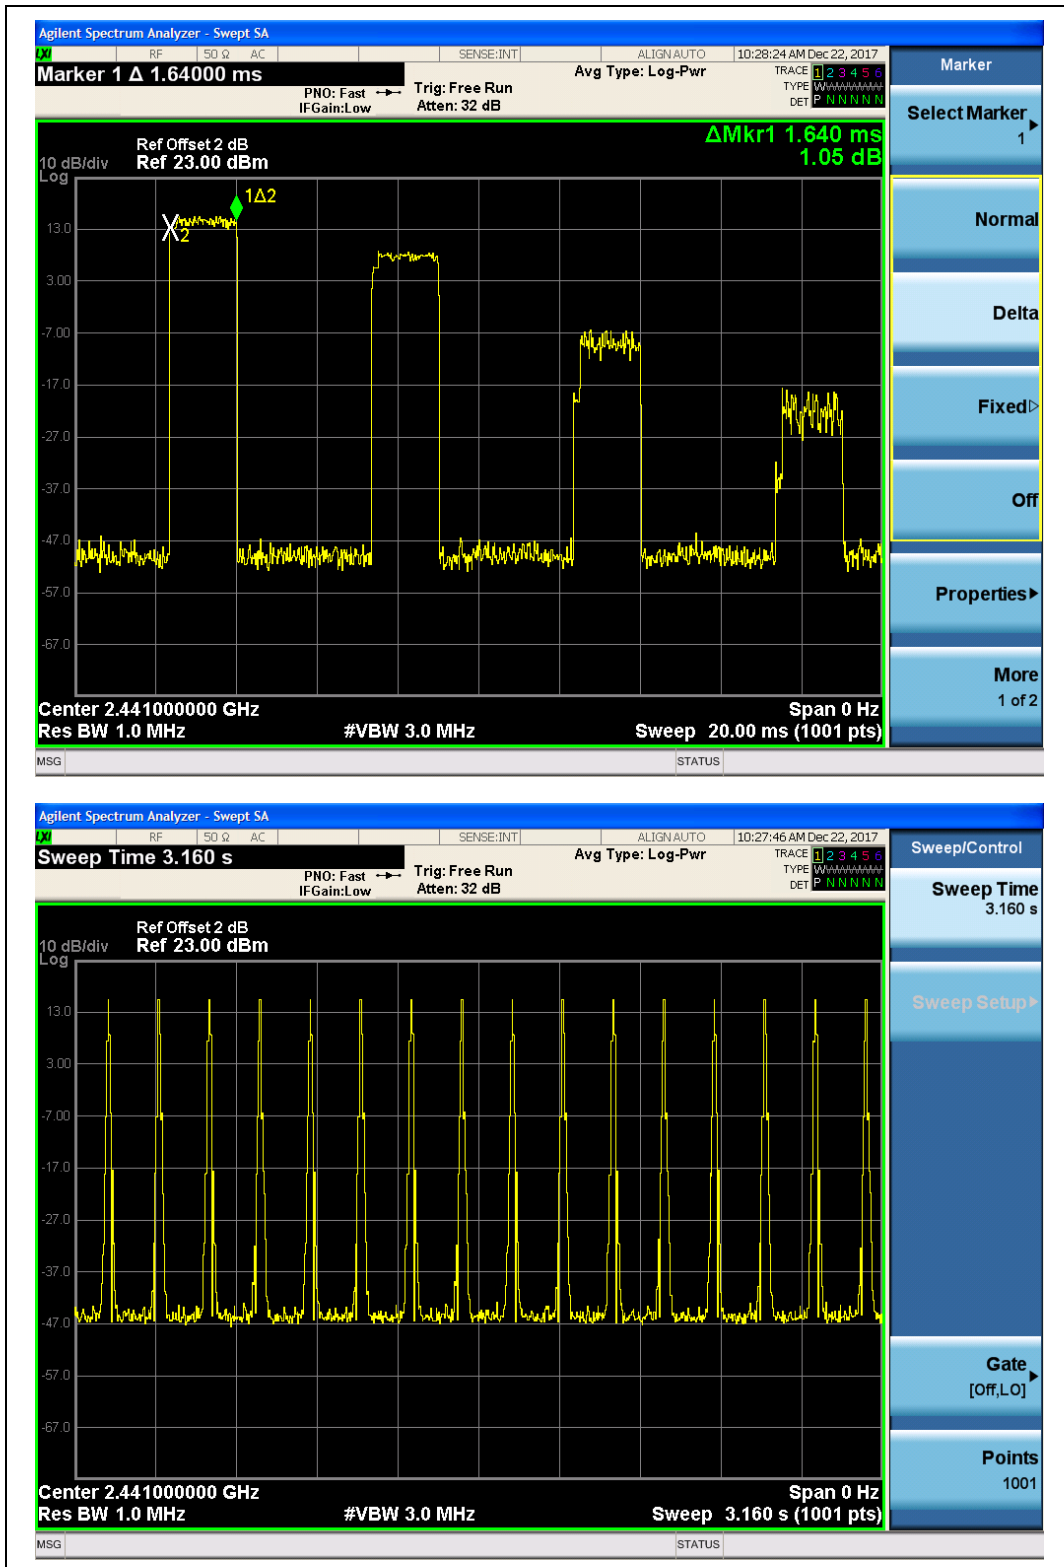 Agilent Spectrum Analyzer - Swept SA
LXI RF 50 Ω AC SENSE:INT ALIGN AUTO 10:28:24 AM Dec 22, 2017
Marker 1 Δ 1.64000 ms
PNO: Fast
IFGain:Low
Trig: Free Run
Atten: 32 dB
Avg Type: Log-Pwr
TRACE 1 2 3 4 5 6
TYPE W
DET P N N N N N
ΔMkr1 1.640 ms
1.05 dB
Ref Offset 2 dB
10 dB/div Ref 23.00 dBm
Log
1Δ2
2
13.0
3.00
-7.00
-17.0
-27.0
-37.0
-47.0
-57.0
-67.0
Center 2.441000000 GHz Span 0 Hz
Res BW 1.0 MHz #VBW 3.0 MHz Sweep 20.00 ms (1001 pts)
MSG STATUS
Marker
Select Marker
1
Normal
Delta
Fixed
Off
Properties
More
1 of 2
Agilent Spectrum Analyzer - Swept SA
LXI RF 50 Ω AC SENSE:INT ALIGN AUTO 10:27:46 AM Dec 22, 2017
Sweep Time 3.160 s
PNO: Fast
IFGain:Low
Trig: Free Run
Atten: 32 dB
Avg Type: Log-Pwr
TRACE 1 2 3 4 5 6
TYPE W
DET P N N N N N
Ref Offset 2 dB
10 dB/div Ref 23.00 dBm
Log
13.0
3.00
-7.00
-17.0
-27.0
-37.0
-47.0
-57.0
-67.0
Center 2.441000000 GHz Span 0 Hz
Res BW 1.0 MHz #VBW 3.0 MHz Sweep 3.160 s (1001 pts)
MSG STATUS
Sweep/Control
Sweep Time
3.160 s
Sweep Setup
Gate
[Off,LO]
Points
1001